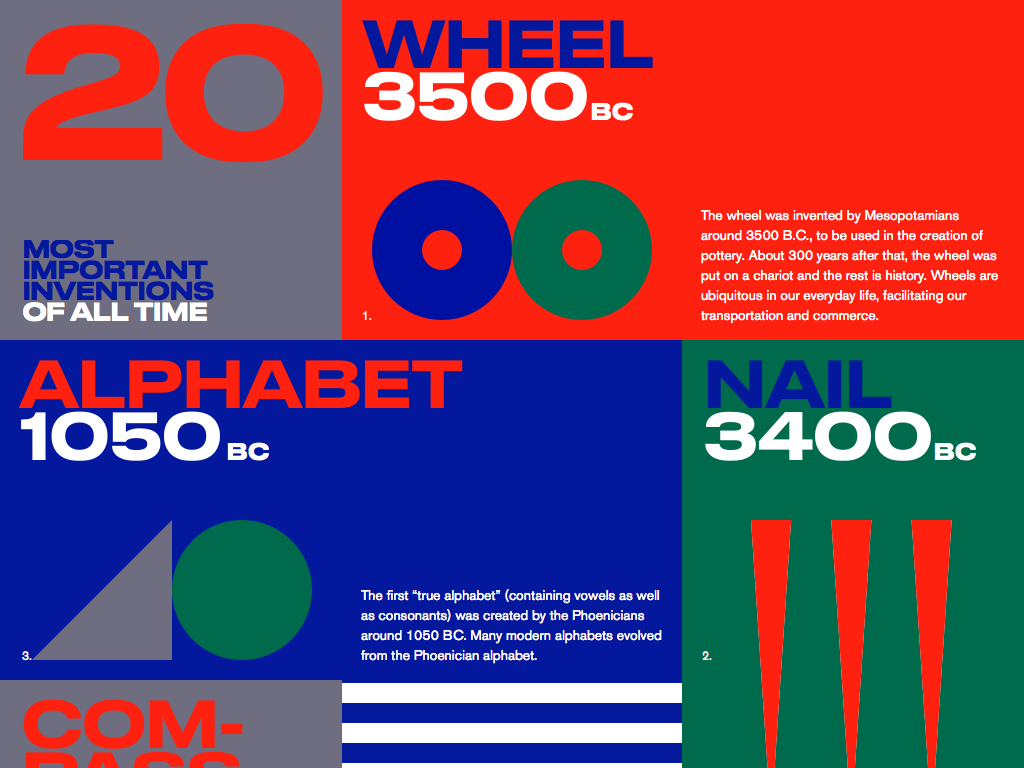 20
MOST
IMPORTANT
INVENTIONS
OF ALL TIME
WHEEL
3500 BC
1.
The wheel was invented by Mesopotamians
around 3500 B.C., to be used in the creation of
pottery. About 300 years after that, the wheel was
put on a chariot and the rest is history. Wheels are
ubiquitous in our everyday life, facilitating our
transportation and commerce.
ALPHABET
1050 BC
3.
The first “true alphabet” (containing vowels as well
as consonants) was created by the Phoenicians
around 1050 BC. Many modern alphabets evolved
from the Phoenician alphabet.
NAIL
3400 BC
2.
COM-
PASS